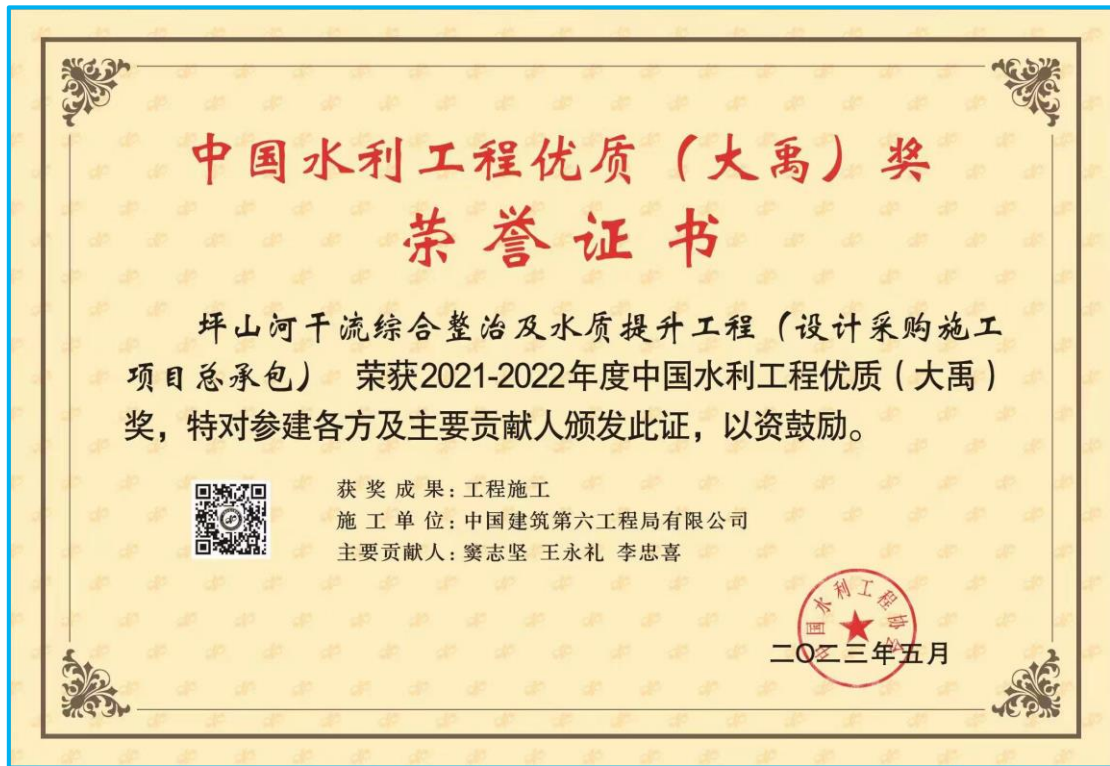 中国水利工程优质（大禹）奖
荣誉证书
坪山河干流综合整治及水质提升工程（设计采购施工
项目总承包） 荣获2021-2022年度中国水利工程优质（大禹）
奖，特对参建各方及主要贡献人颁发此证，以资鼓励。
获奖成果：工程施工
施工单位：中国建筑第六工程局有限公司
主要贡献人：窦志坚 王永礼 李忠喜
中国水利工程协会
二〇二三年五月